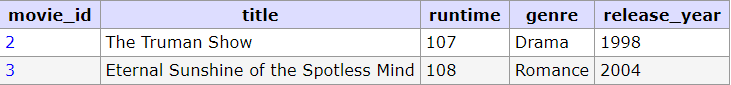 movie_id title runtime genre release_year
2 The Truman Show 107 Drama 1998
3 Eternal Sunshine of the Spotless Mind 108 Romance 2004